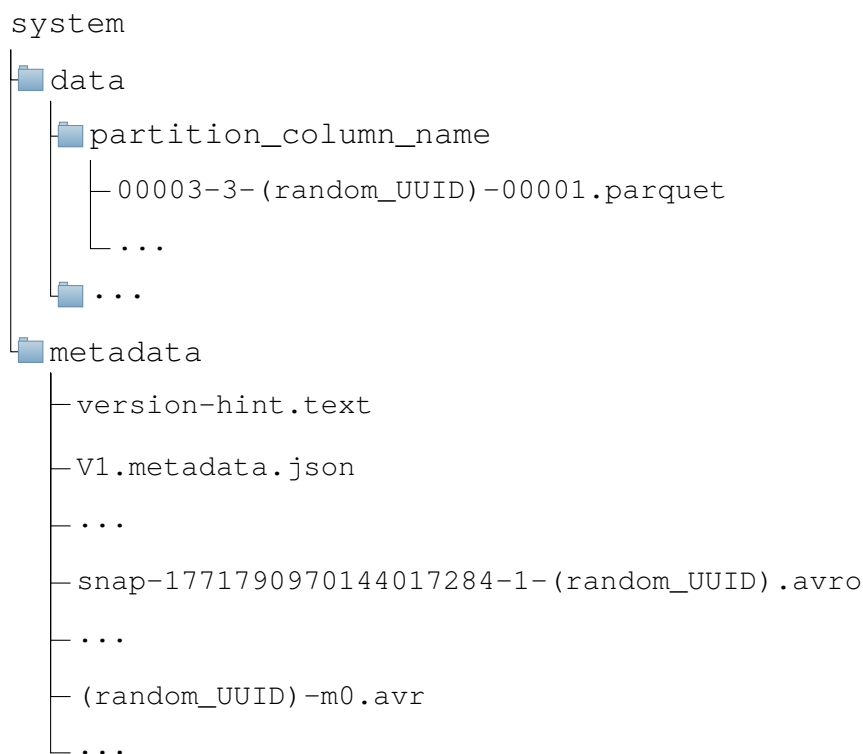 system
data
partition_column_name
00003-3-(random_UUID)-00001.parquet
...
...
metadata
version-hint.text
V1.metadata.json
...
snap-1771790970144017284-1-(random_UUID).avro
...
(random_UUID)-m0.avr
...